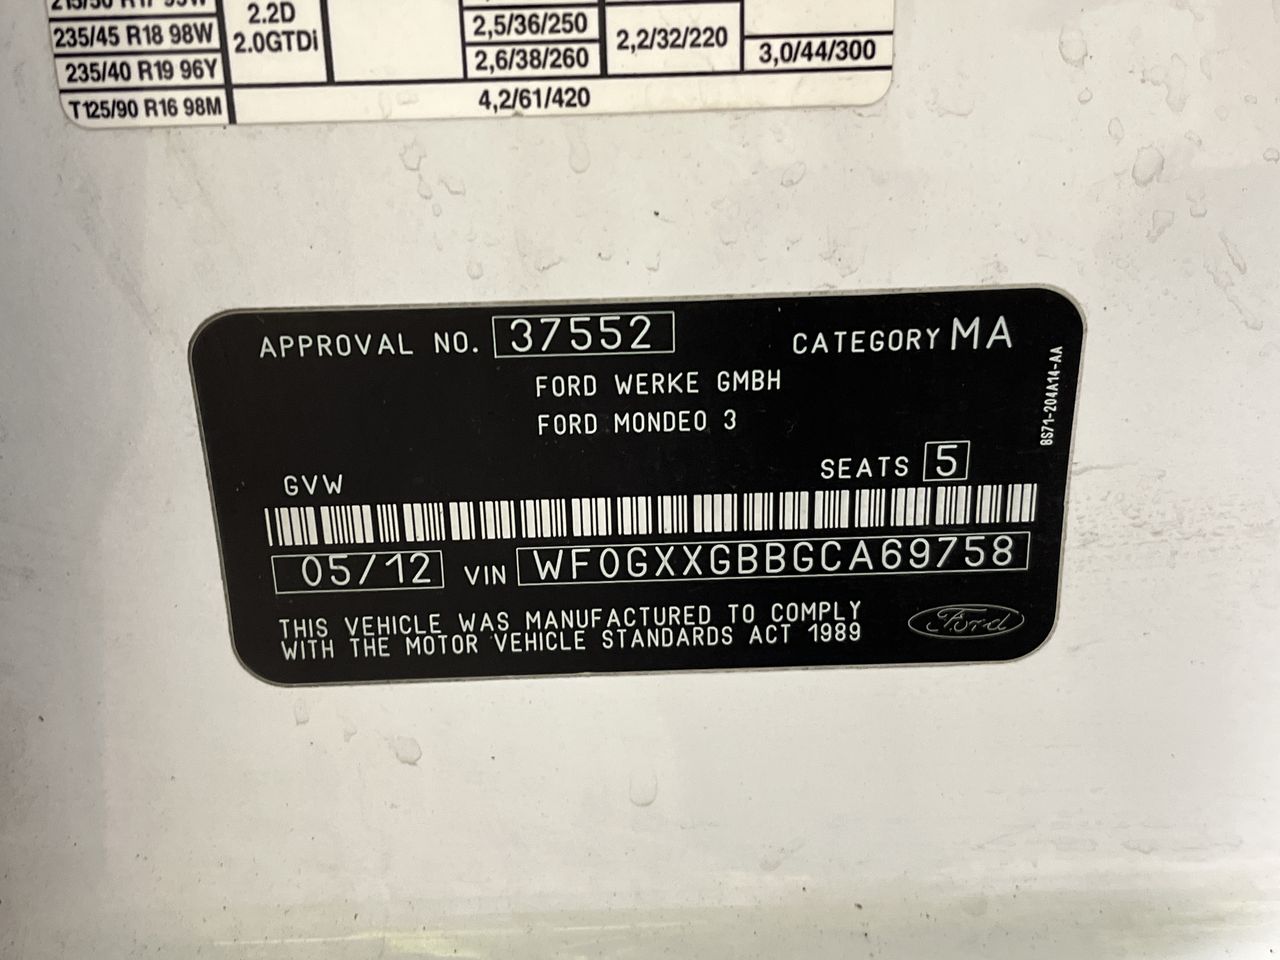 2.2D
2,5/36/250
235/45 R18 98W
2.0GTDi
2,2/32/220
2,6/38/260
3,0/44/300
235/40 R19 96Y
T125/90 R16 98M
4,2/61/420
APPROVAL NO. 37552
CATEGORY MA
FORD WERKE GMBH
FORD MONDEO 3
8S71-204A14-AA
GVW
SEATS 5
05/12 VIN WF0GXXGBBGCA69758
THIS VEHICLE WAS MANUFACTURED TO COMPLY
WITH THE MOTOR VEHICLE STANDARDS ACT 1989
Ford